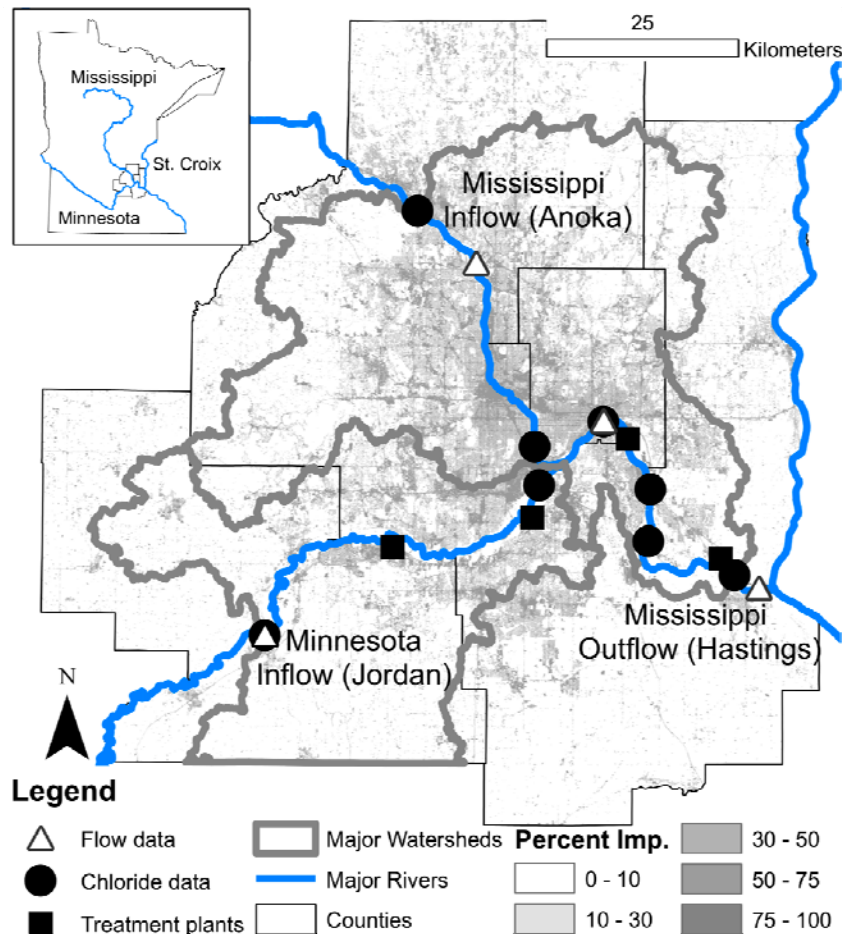 25
Kilometers
Mississippi
St. Croix
Minnesota
Mississippi
Inflow (Anoka)
Mississippi
Outflow (Hastings)
Minnesota
Inflow (Jordan)
N
Legend
Flow data
Chloride data
Treatment plants
Major Watersheds
Major Rivers
Counties
Percent Imp.
0 - 10
10 - 30
30 - 50
50 - 75
75 - 100